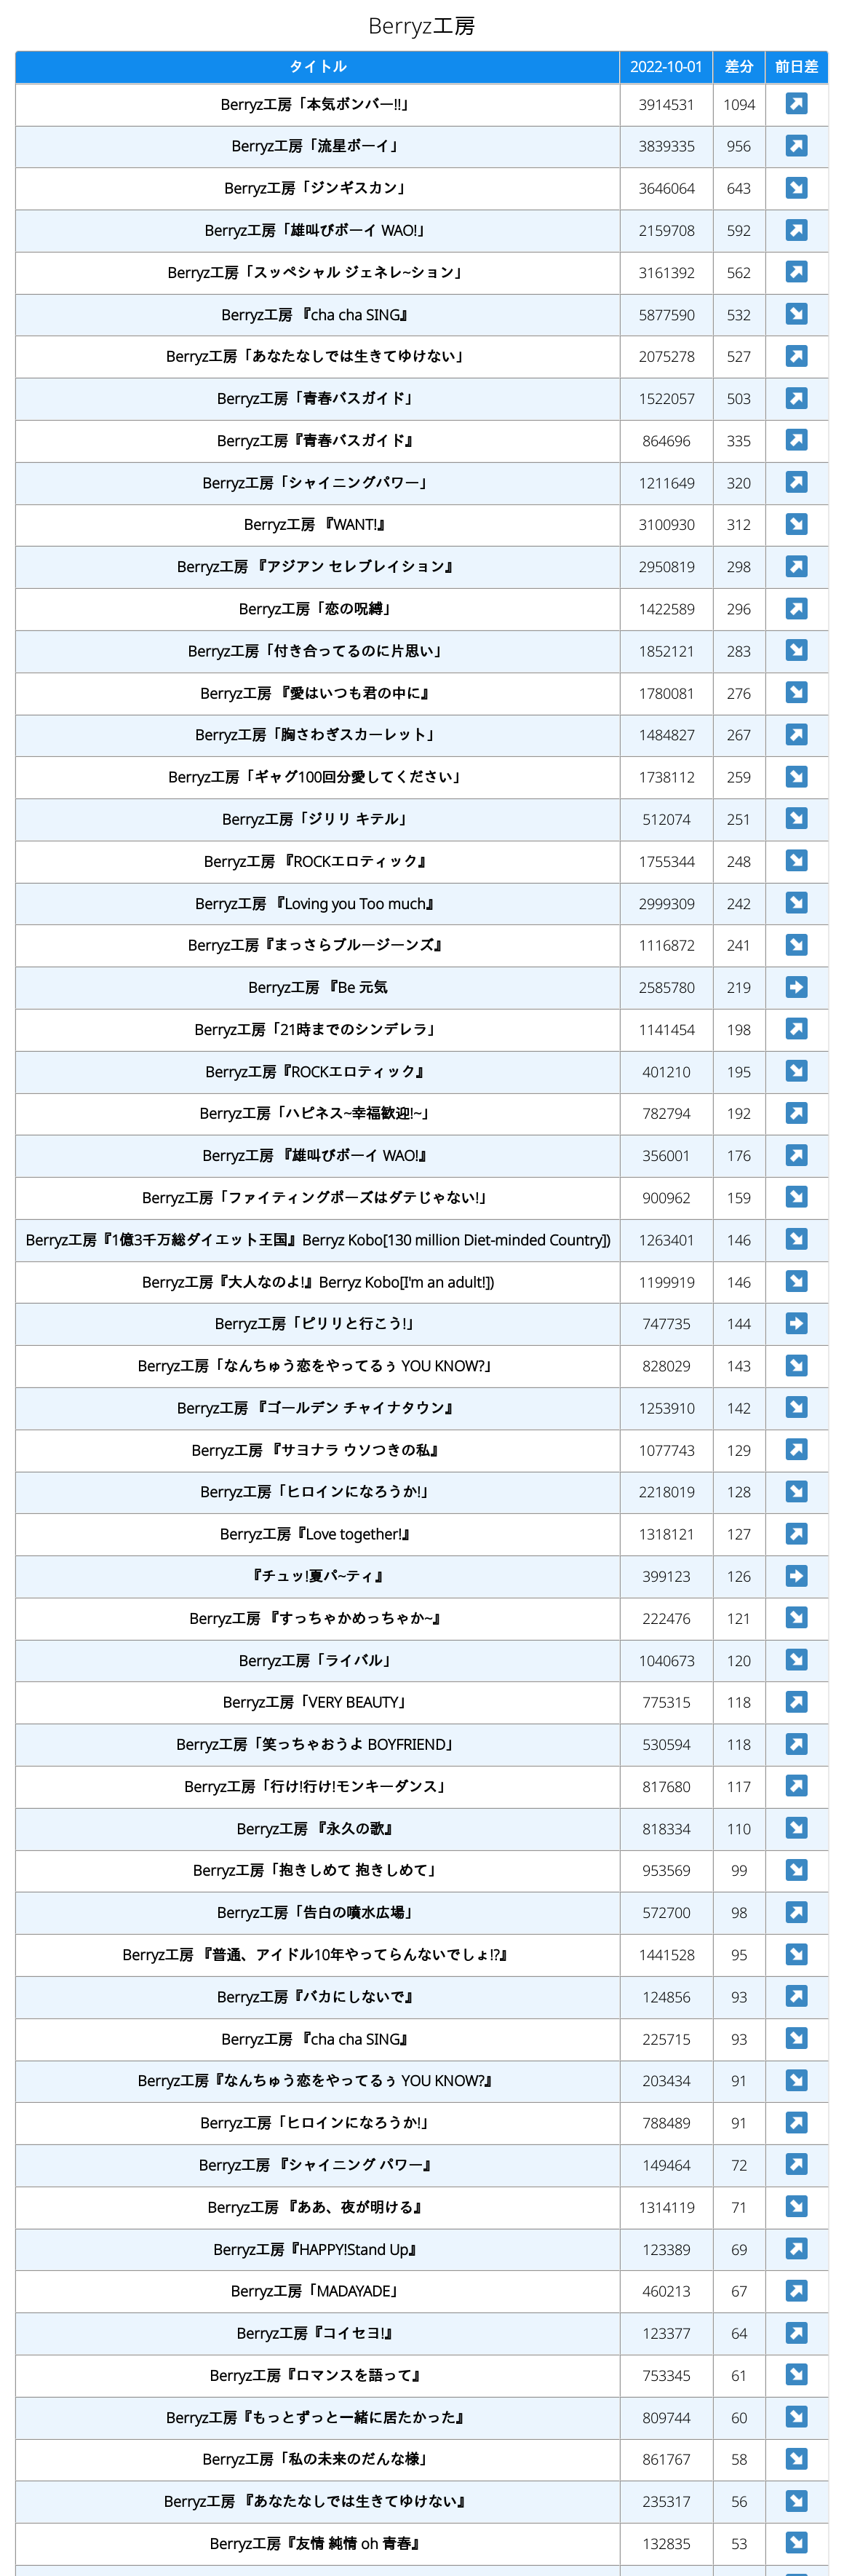 Berryz工房
タイトル 2022-10-01 差分 前日差
Berryz工房「本気ボンバー!!」 3914531 1094
Berryz工房「流星ボーイ」 3839335 956
Berryz工房「ジンギスカン」 3646064 643
Berryz工房「雄叫びボーイ WAO!」 2159708 592
Berryz工房「スッペシャル ジェネレ~ション」 3161392 562
Berryz工房 『cha cha SING』 5877590 532
Berryz工房「あなたなしでは生きてゆけない」 2075278 527
Berryz工房「青春バスガイド」 1522057 503
Berryz工房『青春バスガイド』 864696 335
Berryz工房「シャイニングパワー」 1211649 320
Berryz工房 『WANT!』 3100930 312
Berryz工房 『アジアン セレブレイション』 2950819 298
Berryz工房「恋の呪縛」 1422589 296
Berryz工房「付き合ってるのに片思い」 1852121 283
Berryz工房 『愛はいつも君の中に』 1780081 276
Berryz工房「胸さわぎスカーレット」 1484827 267
Berryz工房「ギャグ100回分愛してください」 1738112 259
Berryz工房「ジリリ キテル」 512074 251
Berryz工房 『ROCKエロティック』 1755344 248
Berryz工房 『Loving you Too much』 2999309 242
Berryz工房『まっさらブルージーンズ』 1116872 241
Berryz工房 『Be 元気 2585780 219
Berryz工房「21時までのシンデレラ」 1141454 198
Berryz工房『ROCKエロティック』 401210 195
Berryz工房「ハピネス~幸福歓迎!~」 782794 192
Berryz工房 『雄叫びボーイ WAO!』 356001 176
Berryz工房「ファイティングポーズはダテじゃない!」 900962 159
Berryz工房『1億3千万総ダイエット王国』Berryz Kobo[130 million Diet-minded Country]) 1263401 146
Berryz工房『大人なのよ!』Berryz Kobo[I'm an adult!]) 1199919 146
Berryz工房「ピリリと行こう!」 747735 144
Berryz工房「なんちゅう恋をやってるぅ YOU KNOW?」 828029 143
Berryz工房 『ゴールデン チャイナタウン』 1253910 142
Berryz工房 『サヨナラ ウソつきの私』 1077743 129
Berryz工房「ヒロインになろうか!」 2218019 128
Berryz工房『Love together!』 1318121 127
『チュッ!夏パ~ティ』 399123 126
Berryz工房 『すっちゃかめっちゃか~』 222476 121
Berryz工房「ライバル」 1040673 120
Berryz工房「VERY BEAUTY」 775315 118
Berryz工房「笑っちゃおうよ BOYFRIEND」 530594 118
Berryz工房「行け!行け!モンキーダンス」 817680 117
Berryz工房 『永久の歌』 818334 110
Berryz工房「抱きしめて 抱きしめて」 953569 99
Berryz工房「告白の噴水広場」 572700 98
Berryz工房 『普通、アイドル10年やってらんないでしょ!?』 1441528 95
Berryz工房『バカにしないで』 124856 93
Berryz工房 『cha cha SING』 225715 93
Berryz工房『なんちゅう恋をやってるぅ YOU KNOW?』 203434 91
Berryz工房「ヒロインになろうか!」 788489 91
Berryz工房 『シャイニング パワー』 149464 72
Berryz工房 『ああ、夜が明ける』 1314119 71
Berryz工房『HAPPY!Stand Up』 123389 69
Berryz工房「MADAYADE」 460213 67
Berryz工房『コイセヨ!』 123377 64
Berryz工房『ロマンスを語って』 753345 61
Berryz工房『もっとずっと一緒に居たかった』 809744 60
Berryz工房「私の未来のだんな様」 861767 58
Berryz工房 『あなたなしでは生きてゆけない』 235317 56
Berryz工房『友情 純情 oh 青春』 132835 53